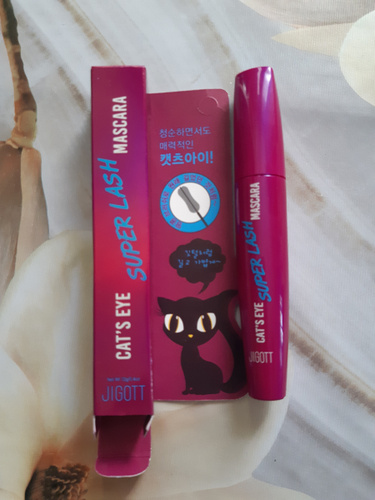 CAT'S EYE
SUPER LASH
MASCARA
JIGOTT
청순하면서도
매력적인
캣츠아이!
CAT'S EYE
SUPER LASH
MASCARA
JIGOTT